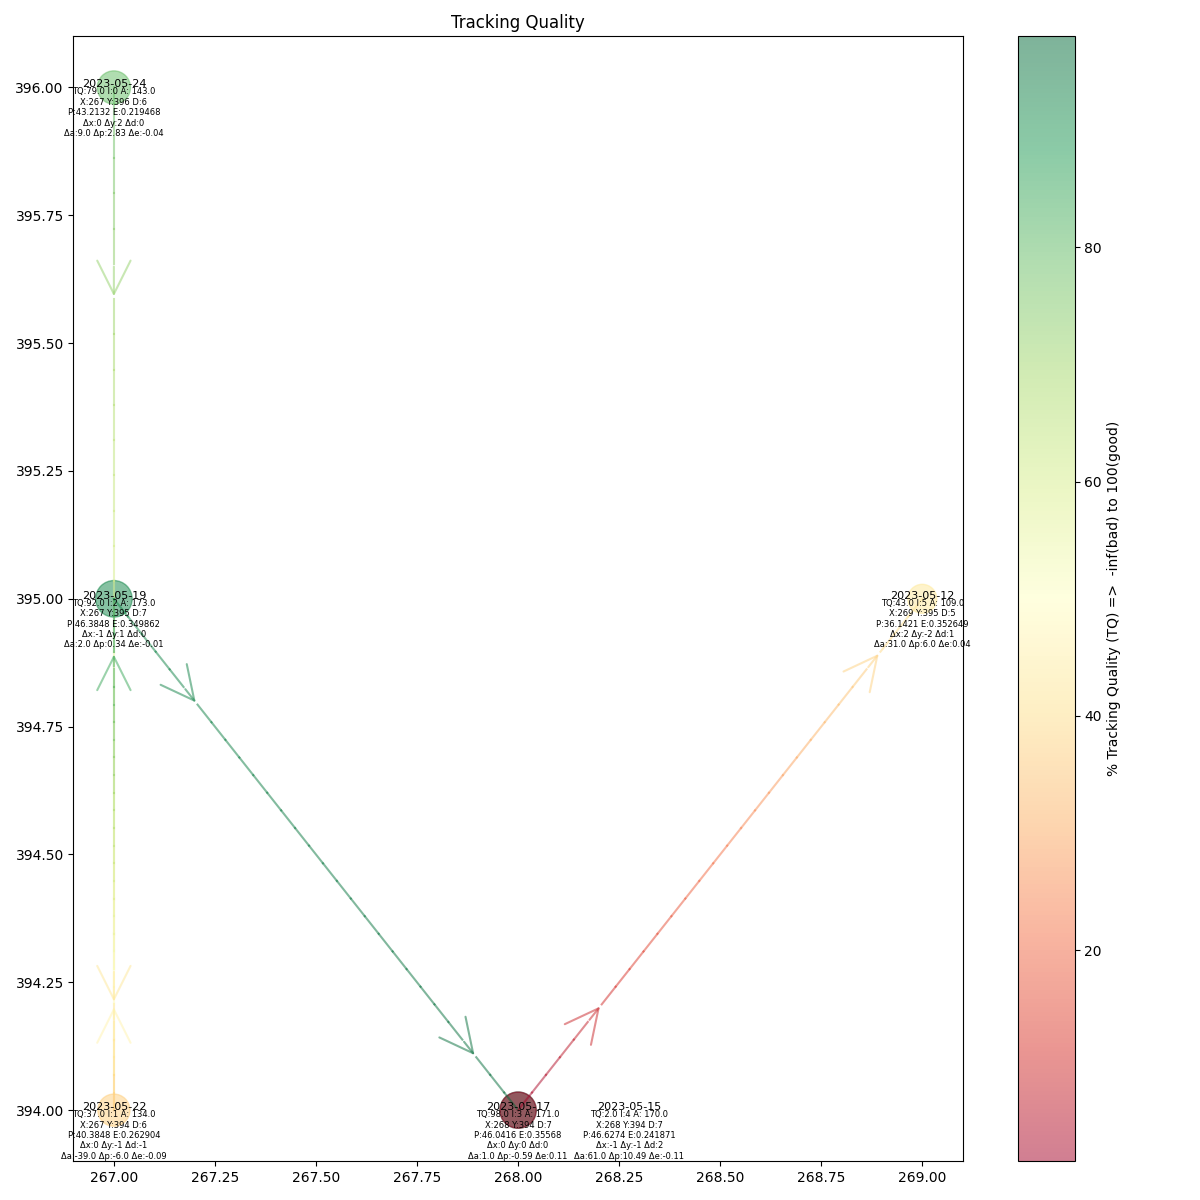 Tracking Quality
396.00
395.75
395.50
395.25
395.00
394.75
394.50
394.25
394.00
2023-05-24
TQ:79.0 I:0 A: 143.0
X:267 Y:396 D:6
P:43.2132 E:0.219468
Δx:0 Δy:2 Δd:0
Δa:9.0 Δp:2.83 Δe:-0.04
2023-05-19
TQ:92.0 I:2 A: 173.0
X:267 Y:395 D:7
P:46.3848 E:0.349862
Δx:-1 Δy:1 Δd:0
Δa:2.0 Δp:0.34 Δe:-0.01
2023-05-12
TQ:43.0 I:5 A: 109.0
X:269 Y:395 D:5
P:36.1421 E:0.352649
Δx:2 Δy:-2 Δd:1
Δa:31.0 Δp:6.0 Δe:0.04
2023-05-22
TQ:37.0 I:1 A: 134.0
X:267 Y:394 D:6
P:40.3848 E:0.262904
Δx:0 Δy:-1 Δd:-1
Δa:-39.0 Δp:-6.0 Δe:-0.09
2023-05-17
TQ:98.0 I:3 A: 171.0
X:268 Y:394 D:7
P:46.0416 E:0.35568
Δx:0 Δy:0 Δd:0
Δa:1.0 Δp:-0.59 Δe:0.11
2023-05-15
TQ:2.0 I:4 A: 170.0
X:268 Y:394 D:7
P:46.6274 E:0.241871
Δx:-1 Δy:-1 Δd:2
Δa:61.0 Δp:10.49 Δe:-0.11
267.00 267.25 267.50 267.75 268.00 268.25 268.50 268.75 269.00
80
60
40
20
% Tracking Quality (TQ) => -inf(bad) to 100(good)